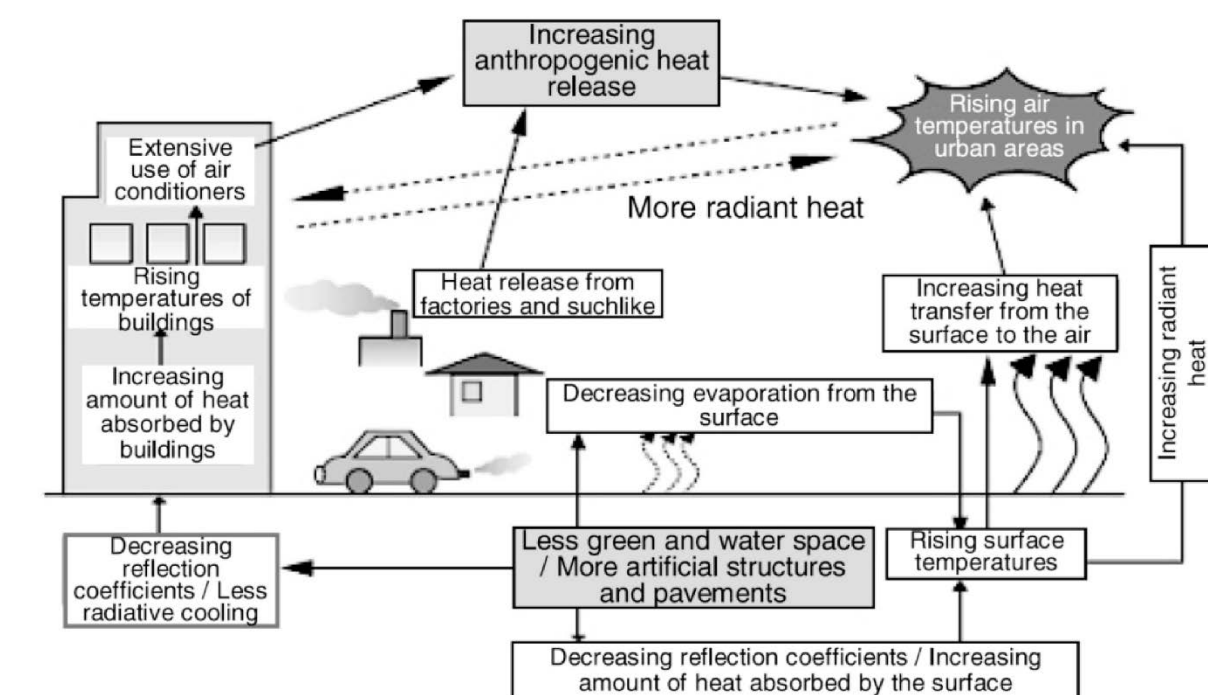 Increasing
anthropogenic heat
release
Rising air
temperatures in
urban areas
Extensive
use of air
conditioners
More radiant heat
Rising
temperatures of
buildings
Heat release from
factories and suchlike
Increasing heat
transfer from the
surface to the air
Increasing radiant
heat
Increasing
amount of heat
absorbed by
buildings
Decreasing evaporation from the
surface
Decreasing
reflection
coefficients / Less
radiative cooling
Less green and water space
/ More artificial structures
and pavements
Rising surface
temperatures
Decreasing reflection coefficients / Increasing
amount of heat absorbed by the surface